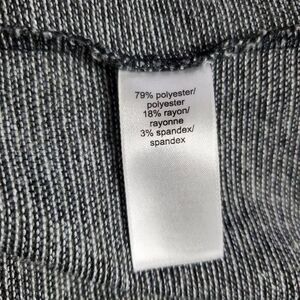 79% polyester/
polyester
18% rayon/
rayonne
3% spandex/
spandex